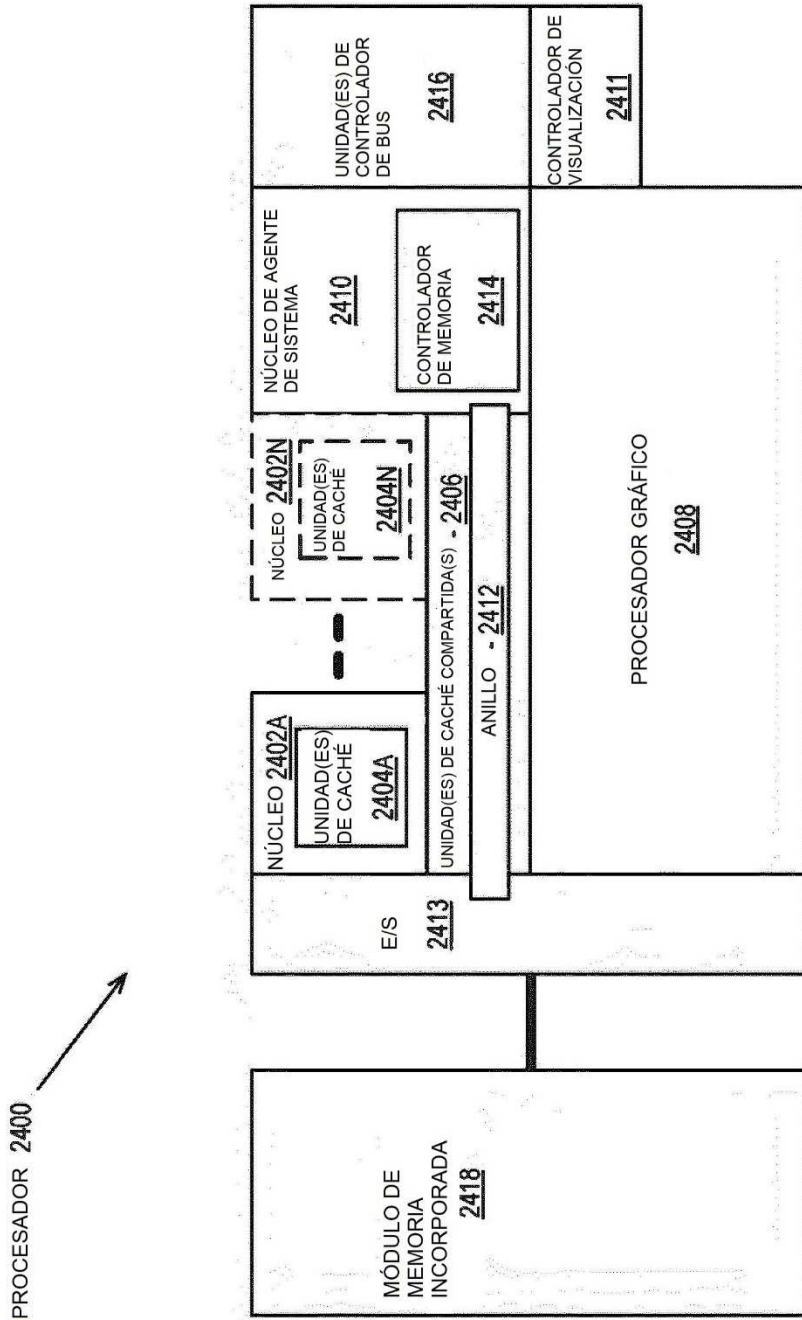 PROCESADOR 2400
MÓDULO DE
MEMORIA
INCORPORADA
2418
E/S
2413
NÚCLEO 2402A
UNIDAD(ES)
DE CACHÉ
2404A
NÚCLEO 2402N
UNIDAD(ES)
DE CACHÉ
2404N
UNIDAD(ES) DE CACHÉ COMPARTIDA(S) - 2406
ANILLO - 2412
NÚCLEO DE AGENTE
DE SISTEMA
2410
CONTROLADOR
DE MEMORIA
2414
UNIDAD(ES) DE
CONTROLADOR
DE BUS
2416
PROCESADOR GRÁFICO
2408
CONTROLADOR DE
VISUALIZACIÓN
2411